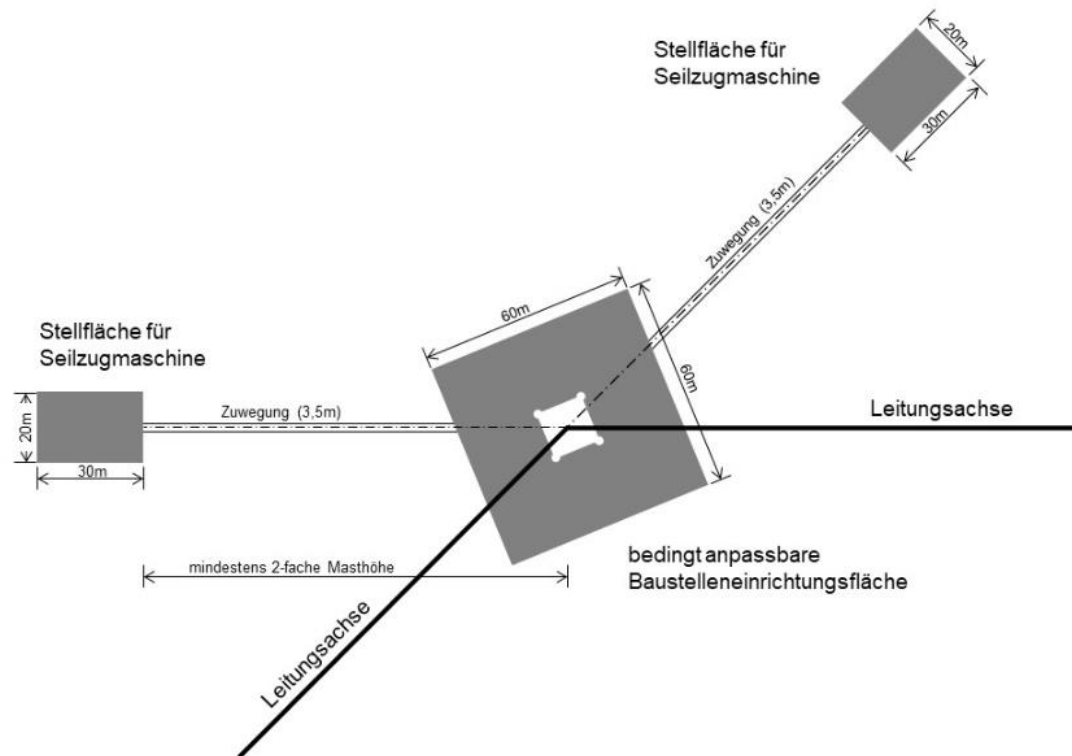 Stellfläche für
Seilzugmaschine
20m
30m
Zuwegung (3,5m)
60m
60m
Stellfläche für
Seilzugmaschine
20m
30m
Zuwegung (3,5m)
Leitungsachse
mindestens 2-fache Masthöhe
bedingt anpassbare
Baustelleneinrichtungsfläche
Leitungsachse